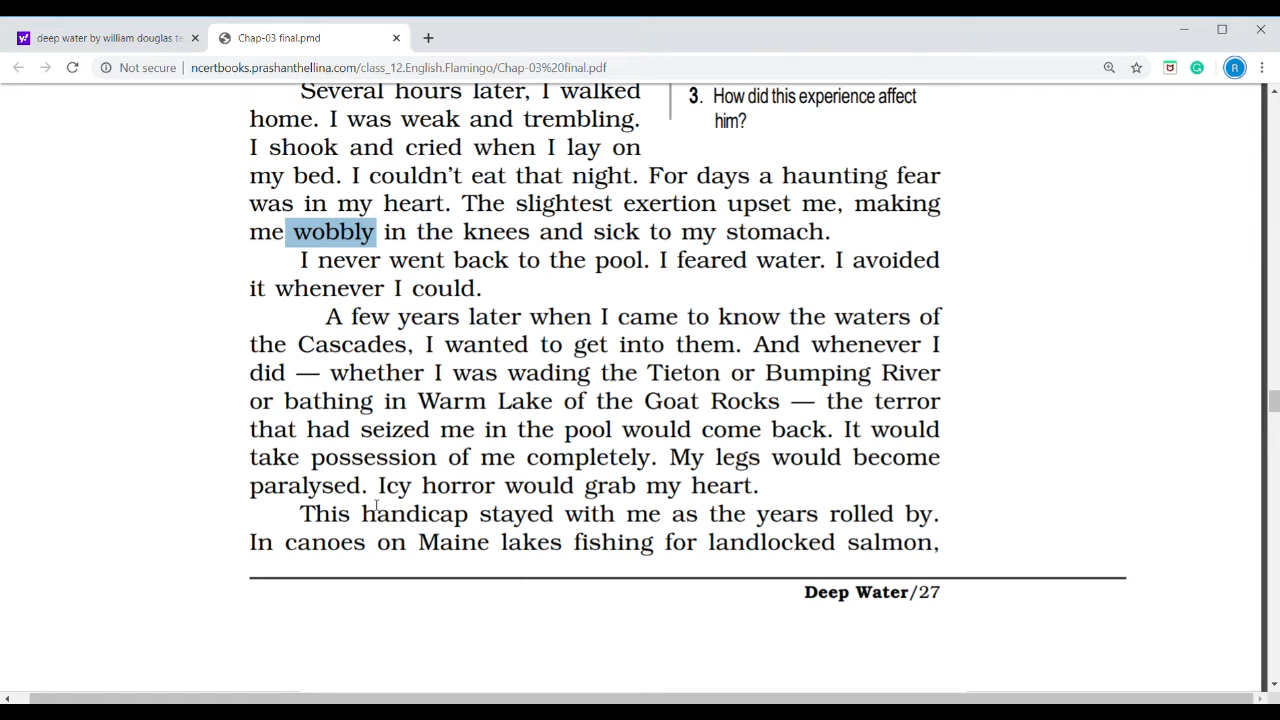 deep water by william douglas te
Chap-03 final.pmd
Not secure | ncertbooks.prashanthellina.com/class_12.English.Flamingo/Chap-03%20final.pdf
R
Several hours later, I walked
home. I was weak and trembling.
I shook and cried when I lay on
3. How did this experience affect
him?
my bed. I couldn't eat that night. For days a haunting fear
was in my heart. The slightest exertion upset me, making
me wobbly in the knees and sick to my stomach.
I never went back to the pool. I feared water. I avoided
it whenever I could.
A few years later when I came to know the waters of
the Cascades, I wanted to get into them. And whenever I
did — whether I was wading the Tieton or Bumping River
or bathing in Warm Lake of the Goat Rocks — the terror
that had seized me in the pool would come back. It would
take possession of me completely. My legs would become
paralysed. Icy horror would grab my heart.
This handicap stayed with me as the years rolled by.
In canoes on Maine lakes fishing for landlocked salmon,
Deep Water/27